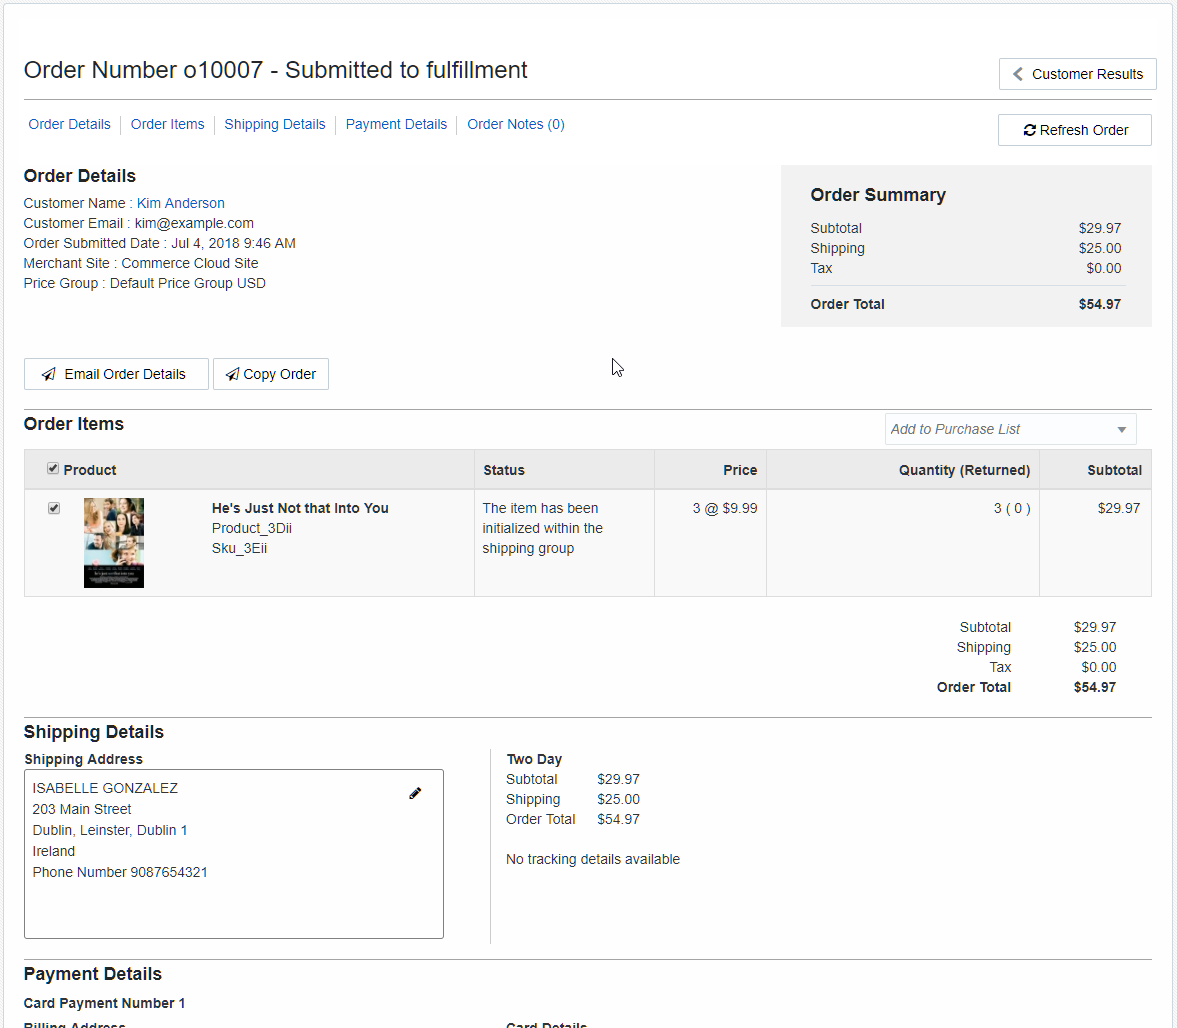 Order Number o10007 - Submitted to fulfillment
Customer Results
Order Details
Order Items
Shipping Details
Payment Details
Order Notes (0)
Refresh Order
Order Details
Customer Name : Kim Anderson
Customer Email : kim@example.com
Order Submitted Date : Jul 4, 2018 9:46 AM
Merchant Site : Commerce Cloud Site
Price Group : Default Price Group USD
Order Summary
Subtotal $29.97
Shipping $25.00
Tax $0.00
Order Total $54.97
Email Order Details
Copy Order
Order Items
Add to Purchase List
Product Status Price Quantity (Returned) Subtotal
He's Just Not that Into You
Product_3Dii
Sku_3Eii
The item has been
initialized within the
shipping group
3 @ $9.99
3 ( 0 )
$29.97
Subtotal $29.97
Shipping $25.00
Tax $0.00
Order Total $54.97
Shipping Details
Shipping Address
ISABELLE GONZALEZ
203 Main Street
Dublin, Leinster, Dublin 1
Ireland
Phone Number 9087654321
Two Day
Subtotal $29.97
Shipping $25.00
Order Total $54.97
No tracking details available
Payment Details
Card Payment Number 1
Billing Address
Card Details